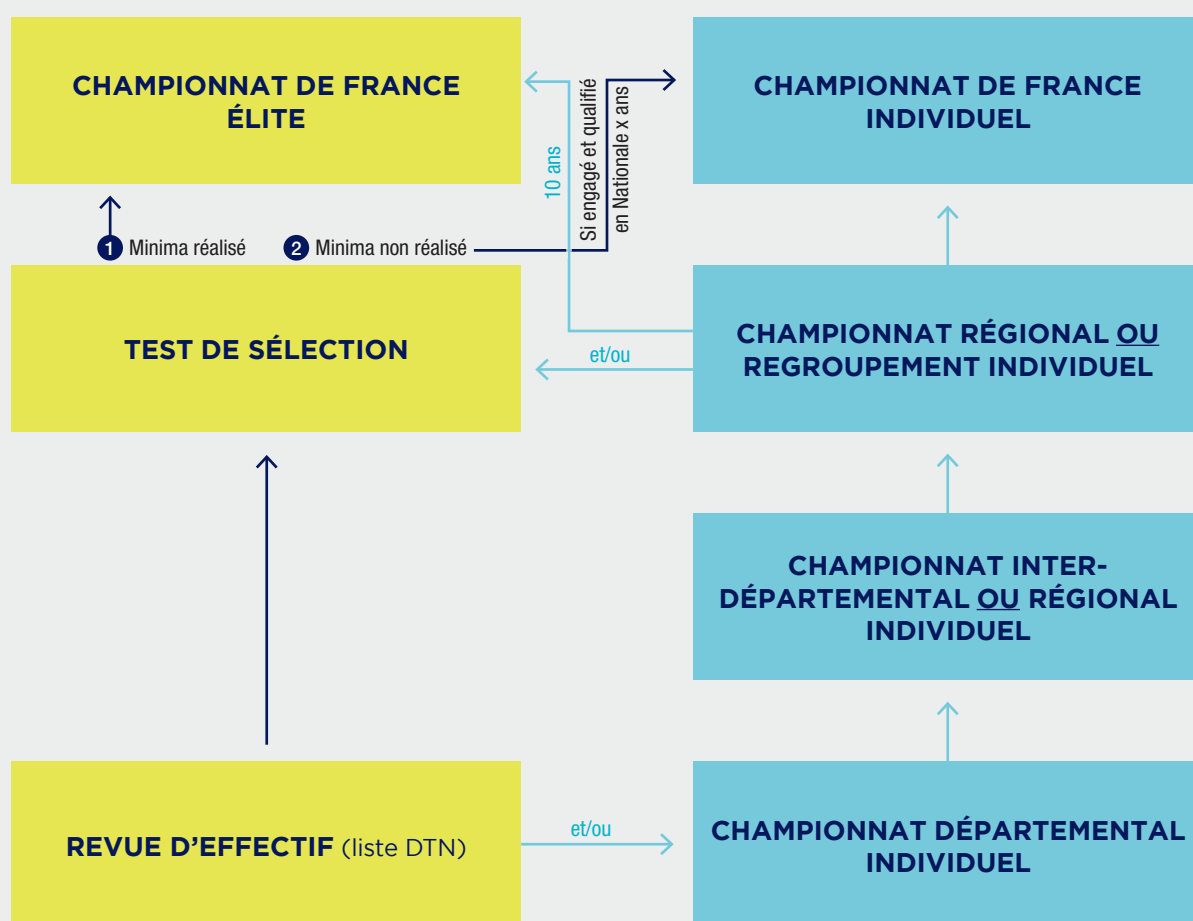 CHAMPIONNAT DE FRANCE
ÉLITE
10 ans
Si engagé et qualifié
en Nationale x ans
CHAMPIONNAT DE FRANCE
INDIVIDUEL
1 Minima réalisé
2 Minima non réalisé
TEST DE SÉLECTION
et/ou
CHAMPIONNAT RÉGIONAL OU
REGROUPEMENT INDIVIDUEL
CHAMPIONNAT INTER-
DÉPARTEMENTAL OU RÉGIONAL
INDIVIDUEL
REVUE D'EFFECTIF (liste DTN)
et/ou
CHAMPIONNAT DÉPARTEMENTAL
INDIVIDUEL